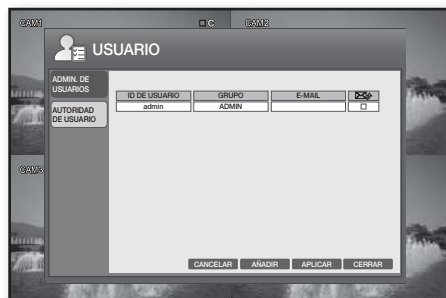 CAM1 □ C CAM2
USUARIO
ADMIN. DE
USUARIOS
AUTORIDAD
DE USUARIO
ID DE USUARIO GRUPO E-MAIL
admin ADMIN
CAM3
CANCELAR AÑADIR APLICAR CERRAR